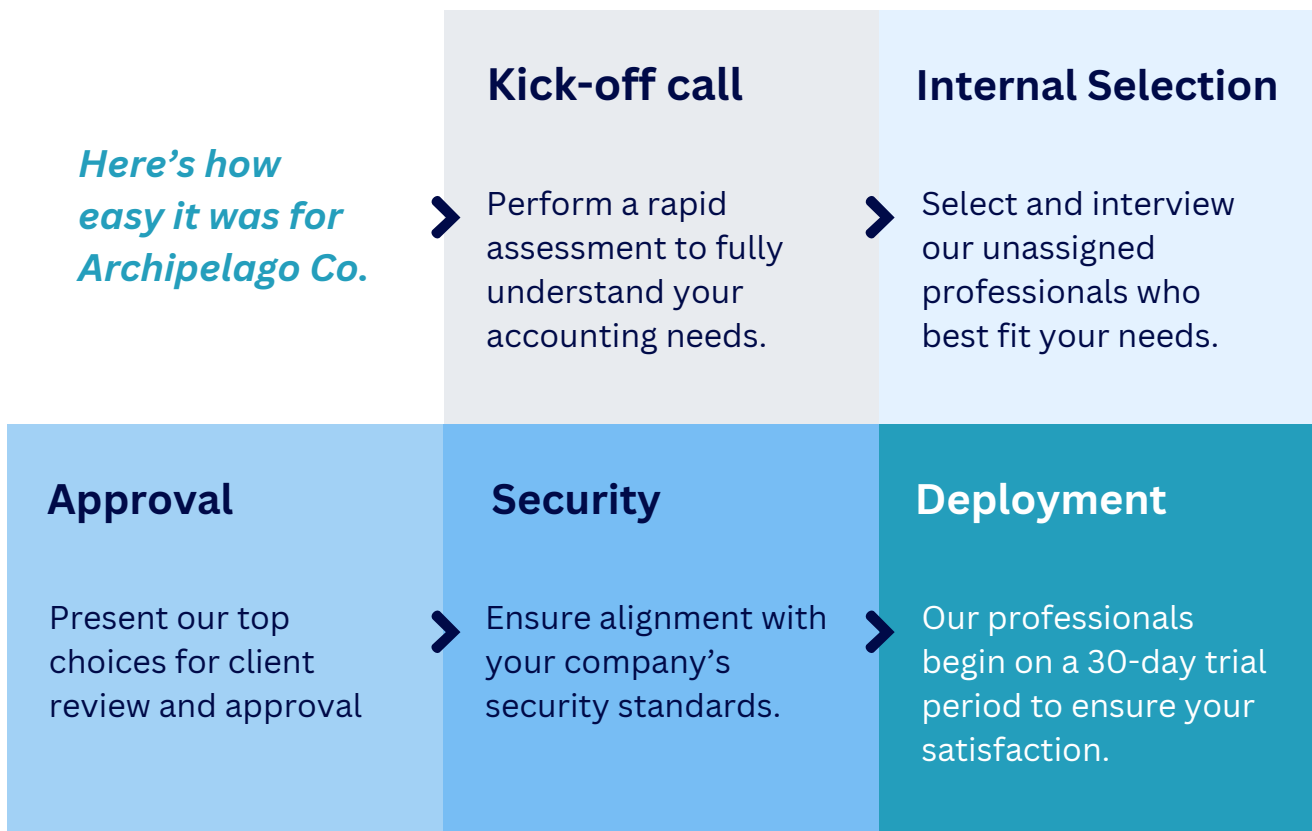 Here’s how
easy it was for
Archipelago Co.
Kick-off call
Perform a rapid
assessment to fully
understand your
accounting needs.
Internal Selection
Select and interview
our unassigned
professionals who
best fit your needs.
Approval
Present our top
choices for client
review and approval
Security
Ensure alignment with
your company’s
security standards.
Deployment
Our professionals
begin on a 30-day trial
period to ensure your
satisfaction.